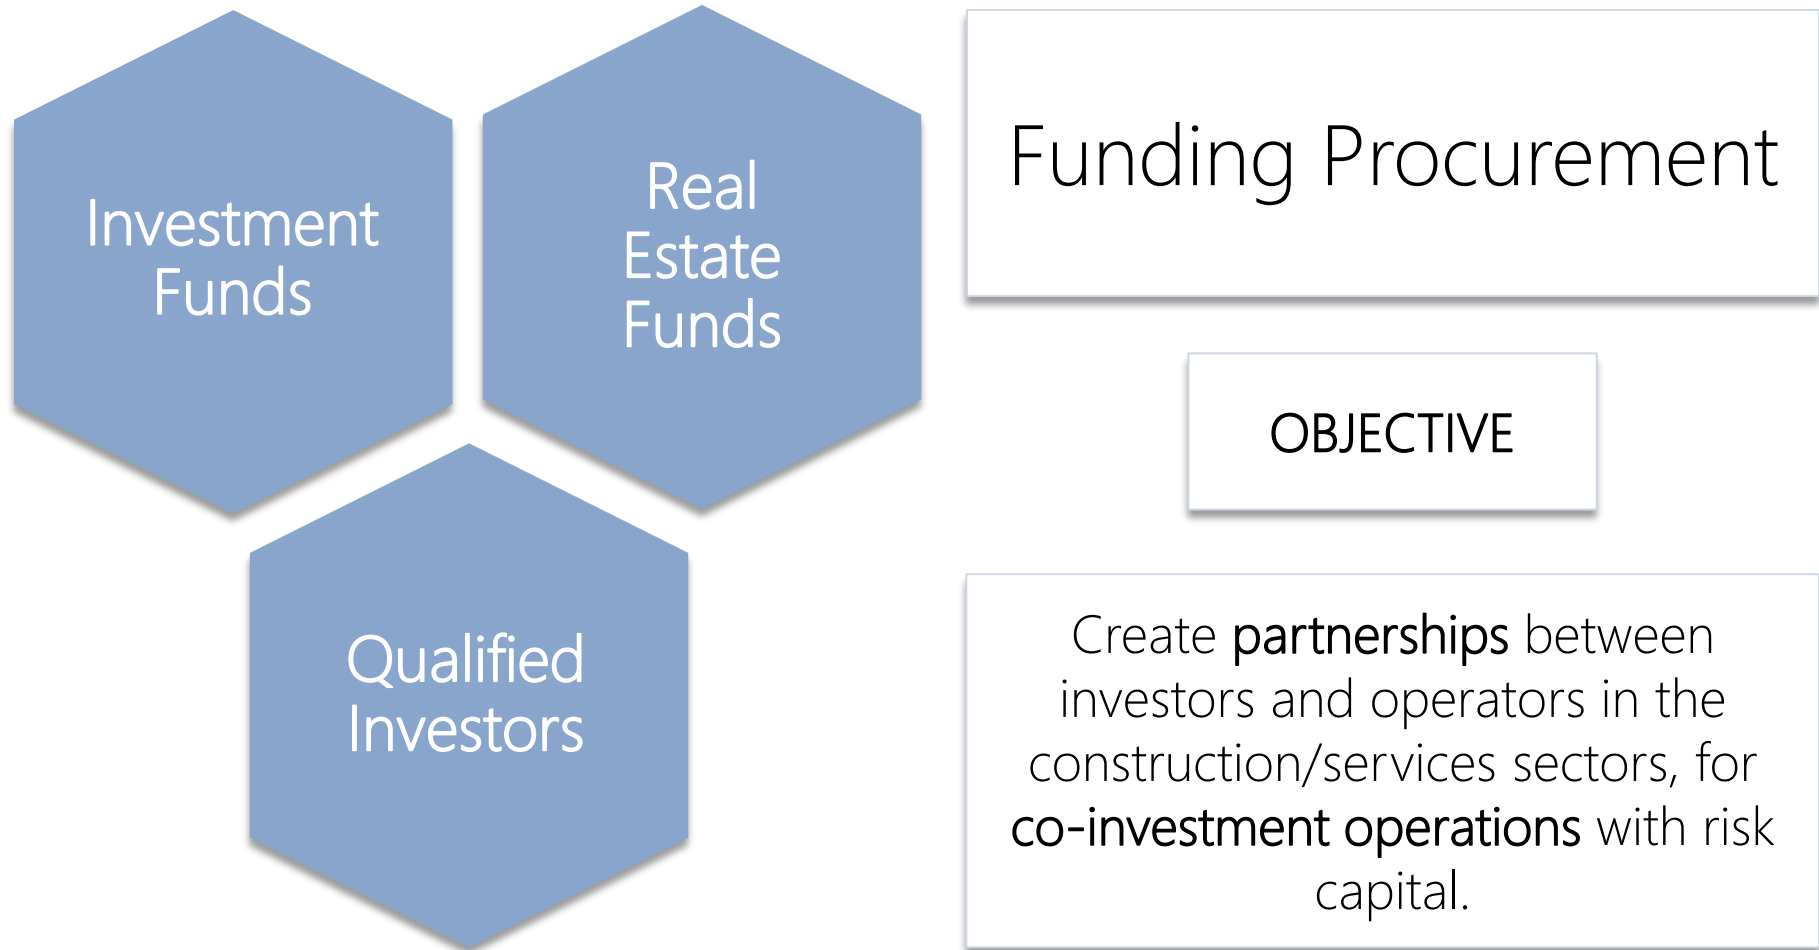 Investment
Funds
Real
Estate
Funds
Qualified
Investors
Funding Procurement
OBJECTIVE
Create partnerships between
investors and operators in the
construction/services sectors, for
co-investment operations with risk
capital.